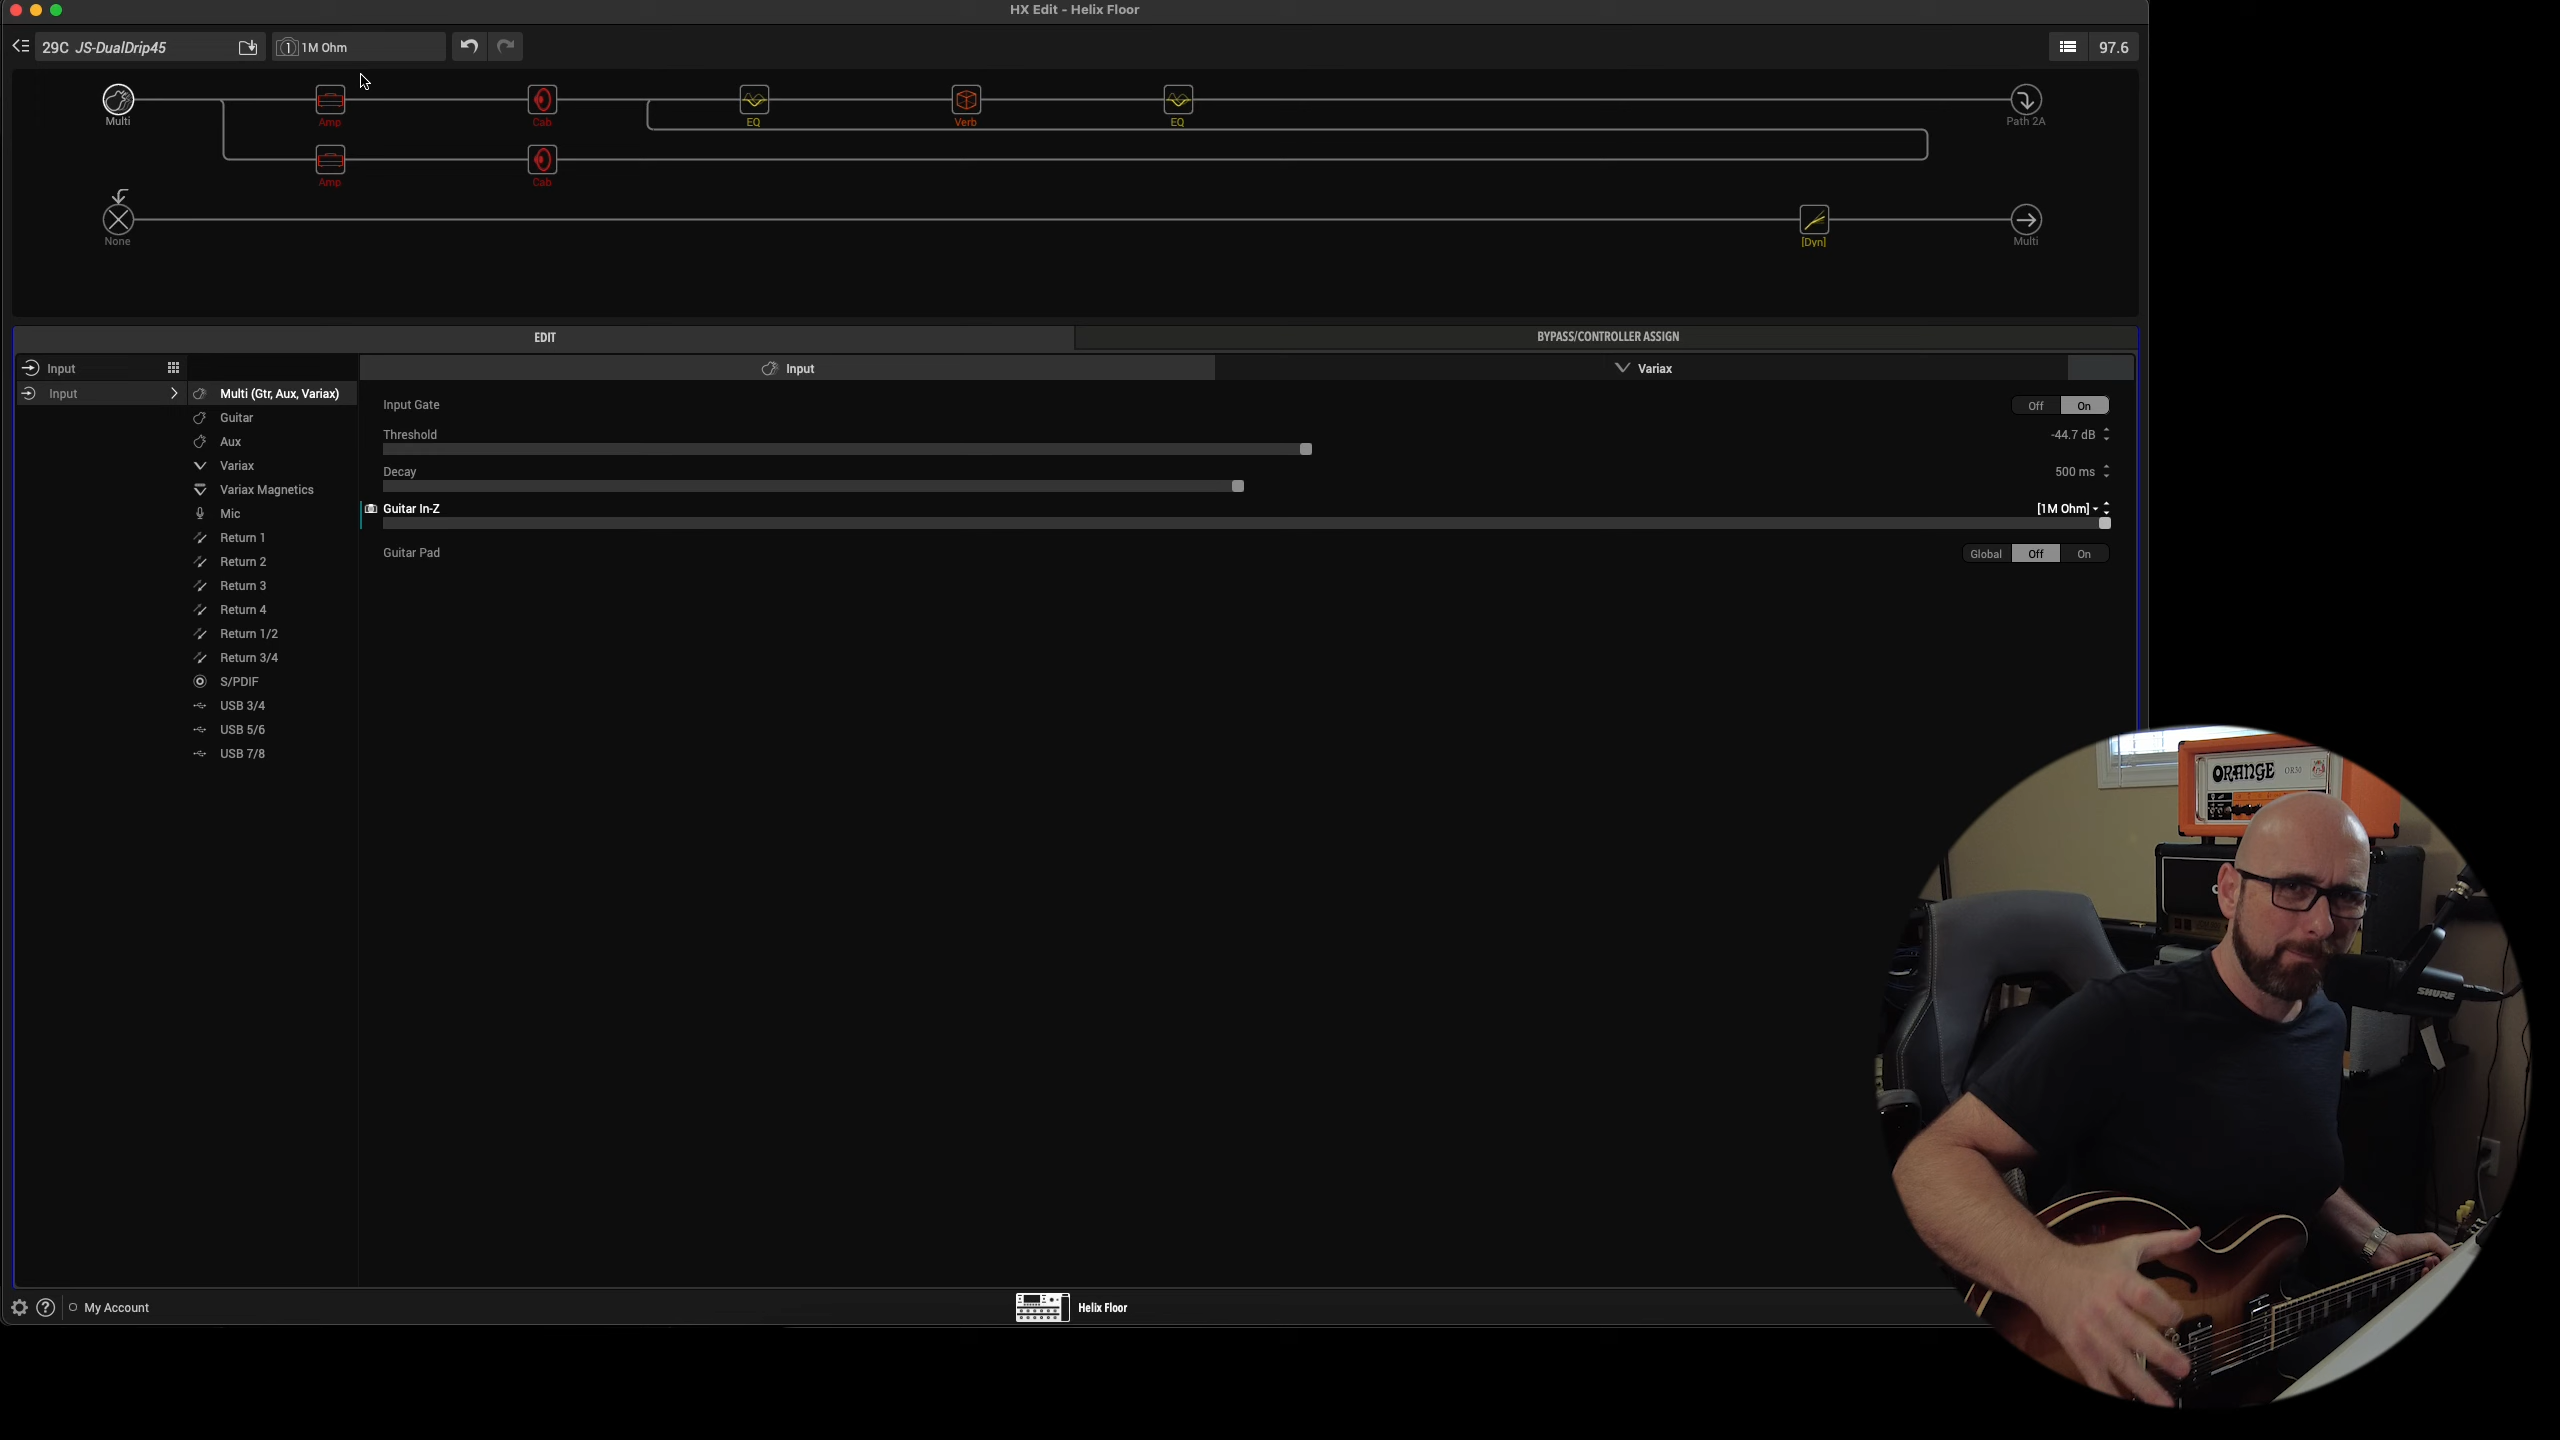 HX Edit - Helix Floor
29C JS-DualDrip45
1 1M Ohm
97.6
Multi
Amp
Cab
EQ
Verb
EQ
Path 2A
Amp
Cab
None
[Dyn]
Multi
EDIT
BYPASS/CONTROLLER ASSIGN
Input
Input
Variax
Input
Multi (Gtr, Aux, Variax)
Guitar
Aux
Variax
Variax Magnetics
Mic
Return 1
Return 2
Return 3
Return 4
Return 1/2
Return 3/4
S/PDIF
USB 3/4
USB 5/6
USB 7/8
Input Gate
Off On
Threshold
-44.7 dB
Decay
500 ms
Guitar In-Z
[1M Ohm]
Guitar Pad
Global Off On
ORANGE OR30
SHURE
My Account
Helix Floor